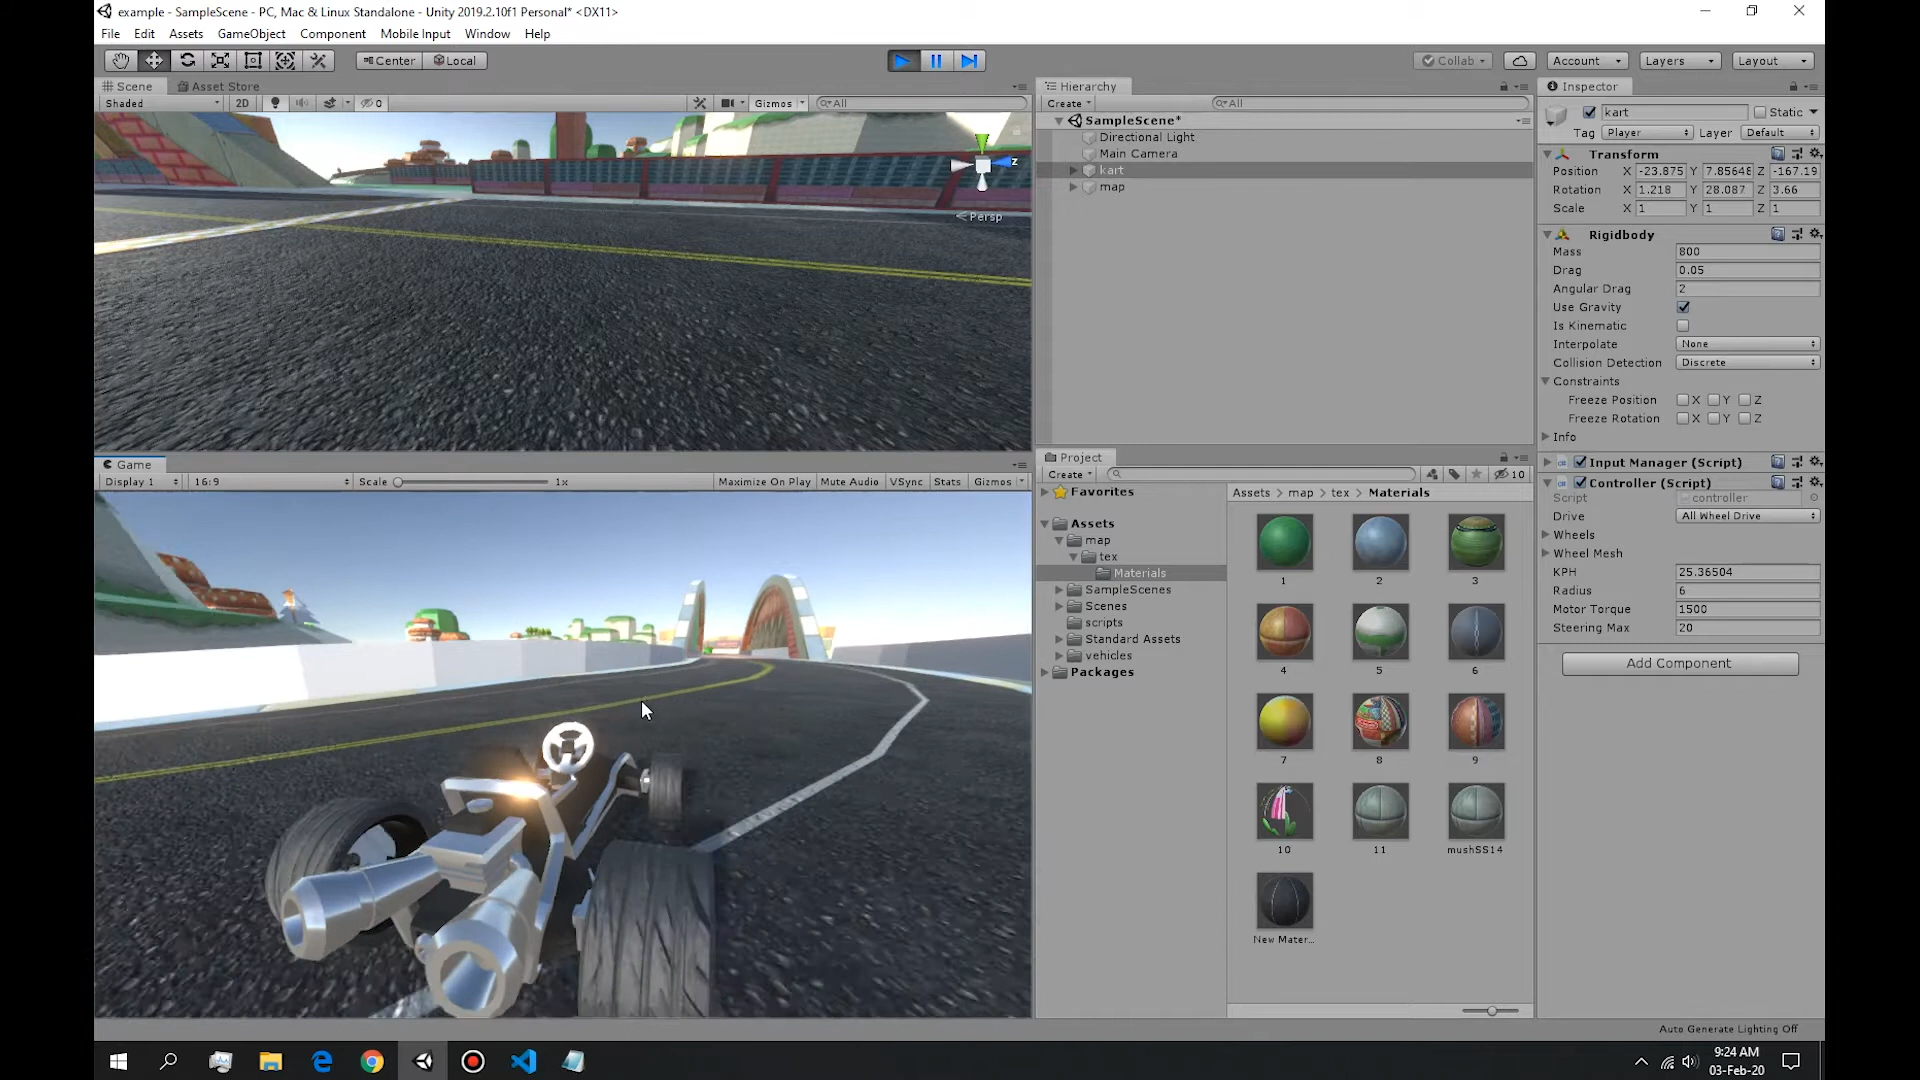 example - SampleScene - PC, Mac & Linux Standalone - Unity 2019.2.10f1 Personal* <DX11>
File Edit Assets GameObject Component Mobile Input Window Help
Center Local Collab Account Layers Layout
Scene Asset Store
Shaded 2D 0 Gizmos All
z
Persp
Game
Display 1 16:9 Scale 1x Maximize On Play Mute Audio VSync Stats Gizmos
Hierarchy
Create All
SampleScene*
Directional Light
Main Camera
kart
map
Project
Create 10
Favorites
Assets
map
tex
Materials
SampleScenes
Scenes
scripts
Standard Assets
vehicles
Packages
Assets > map > tex > Materials
1 2 3
4 5 6
7 8 9
10 11 mushSS14
New Mater...
Inspector
kart Static
Tag Player Layer Default
Transform
Position X -23.875 Y 7.85648 Z -167.19
Rotation X 1.218 Y 28.087 Z 3.66
Scale X 1 Y 1 Z 1
Rigidbody
Mass 800
Drag 0.05
Angular Drag 2
Use Gravity
Is Kinematic
Interpolate None
Collision Detection Discrete
Constraints
Freeze Position X Y Z
Freeze Rotation X Y Z
Info
Input Manager (Script)
Controller (Script)
Script controller
Drive All Wheel Drive
Wheels
Wheel Mesh
KPH 25.36504
Radius 6
Motor Torque 1500
Steering Max 20
Add Component
Auto Generate Lighting Off
9:24 AM
03-Feb-20